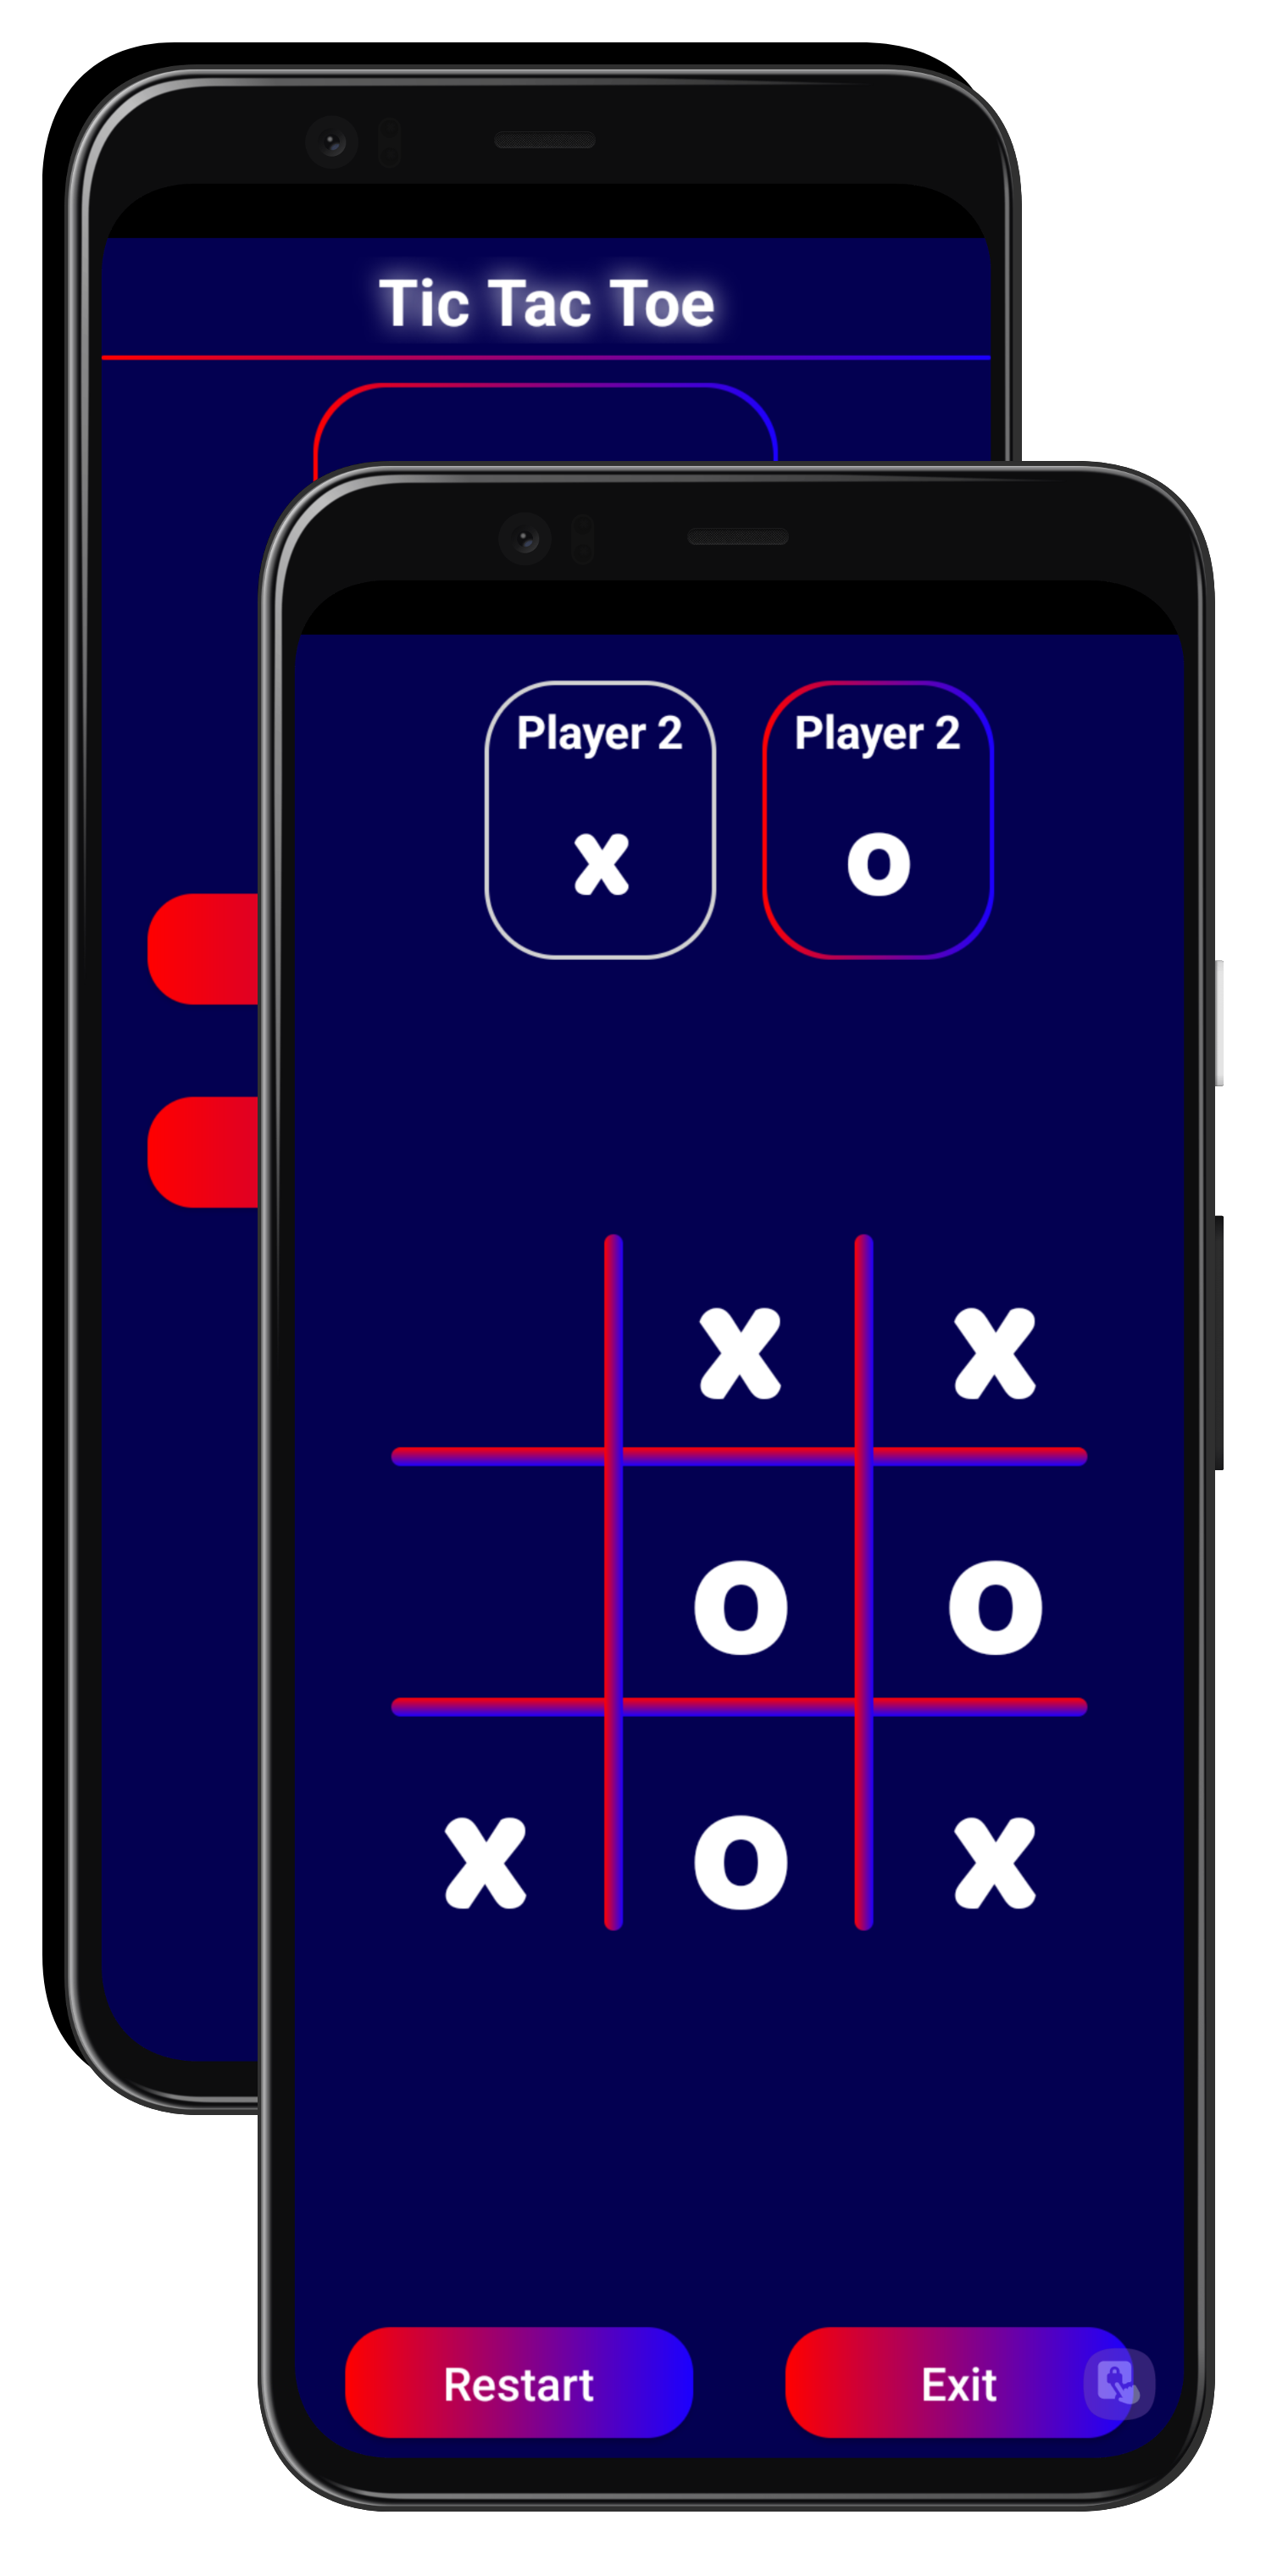 Tic Tac Toe
Player 2 Player 2
x o
x x
o o
x o x
Restart Exit